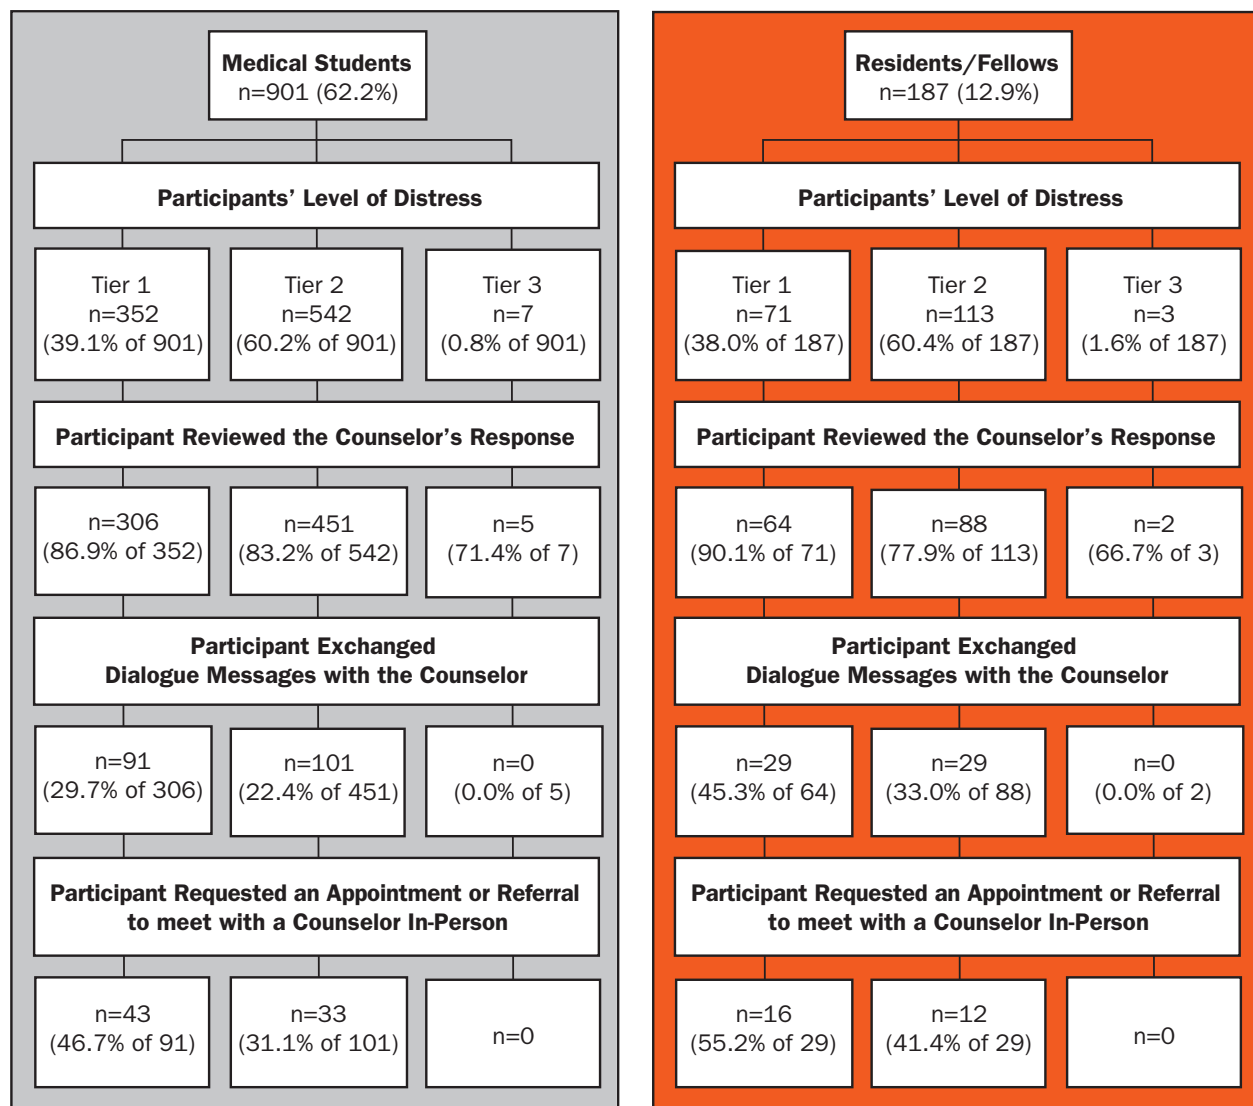 Medical Students
n=901 (62.2%)
Participants’ Level of Distress
Tier 1
n=352
(39.1% of 901)
Tier 2
n=542
(60.2% of 901)
Tier 3
n=7
(0.8% of 901)
Participant Reviewed the Counselor’s Response
n=306
(86.9% of 352)
n=451
(83.2% of 542)
n=5
(71.4% of 7)
Participant Exchanged
Dialogue Messages with the Counselor
n=91
(29.7% of 306)
n=101
(22.4% of 451)
n=0
(0.0% of 5)
Participant Requested an Appointment or Referral
to meet with a Counselor In-Person
n=43
(46.7% of 91)
n=33
(31.1% of 101)
n=0
Residents/Fellows
n=187 (12.9%)
Participants’ Level of Distress
Tier 1
n=71
(38.0% of 187)
Tier 2
n=113
(60.4% of 187)
Tier 3
n=3
(1.6% of 187)
Participant Reviewed the Counselor’s Response
n=64
(90.1% of 71)
n=88
(77.9% of 113)
n=2
(66.7% of 3)
Participant Exchanged
Dialogue Messages with the Counselor
n=29
(45.3% of 64)
n=29
(33.0% of 88)
n=0
(0.0% of 2)
Participant Requested an Appointment or Referral
to meet with a Counselor In-Person
n=16
(55.2% of 29)
n=12
(41.4% of 29)
n=0